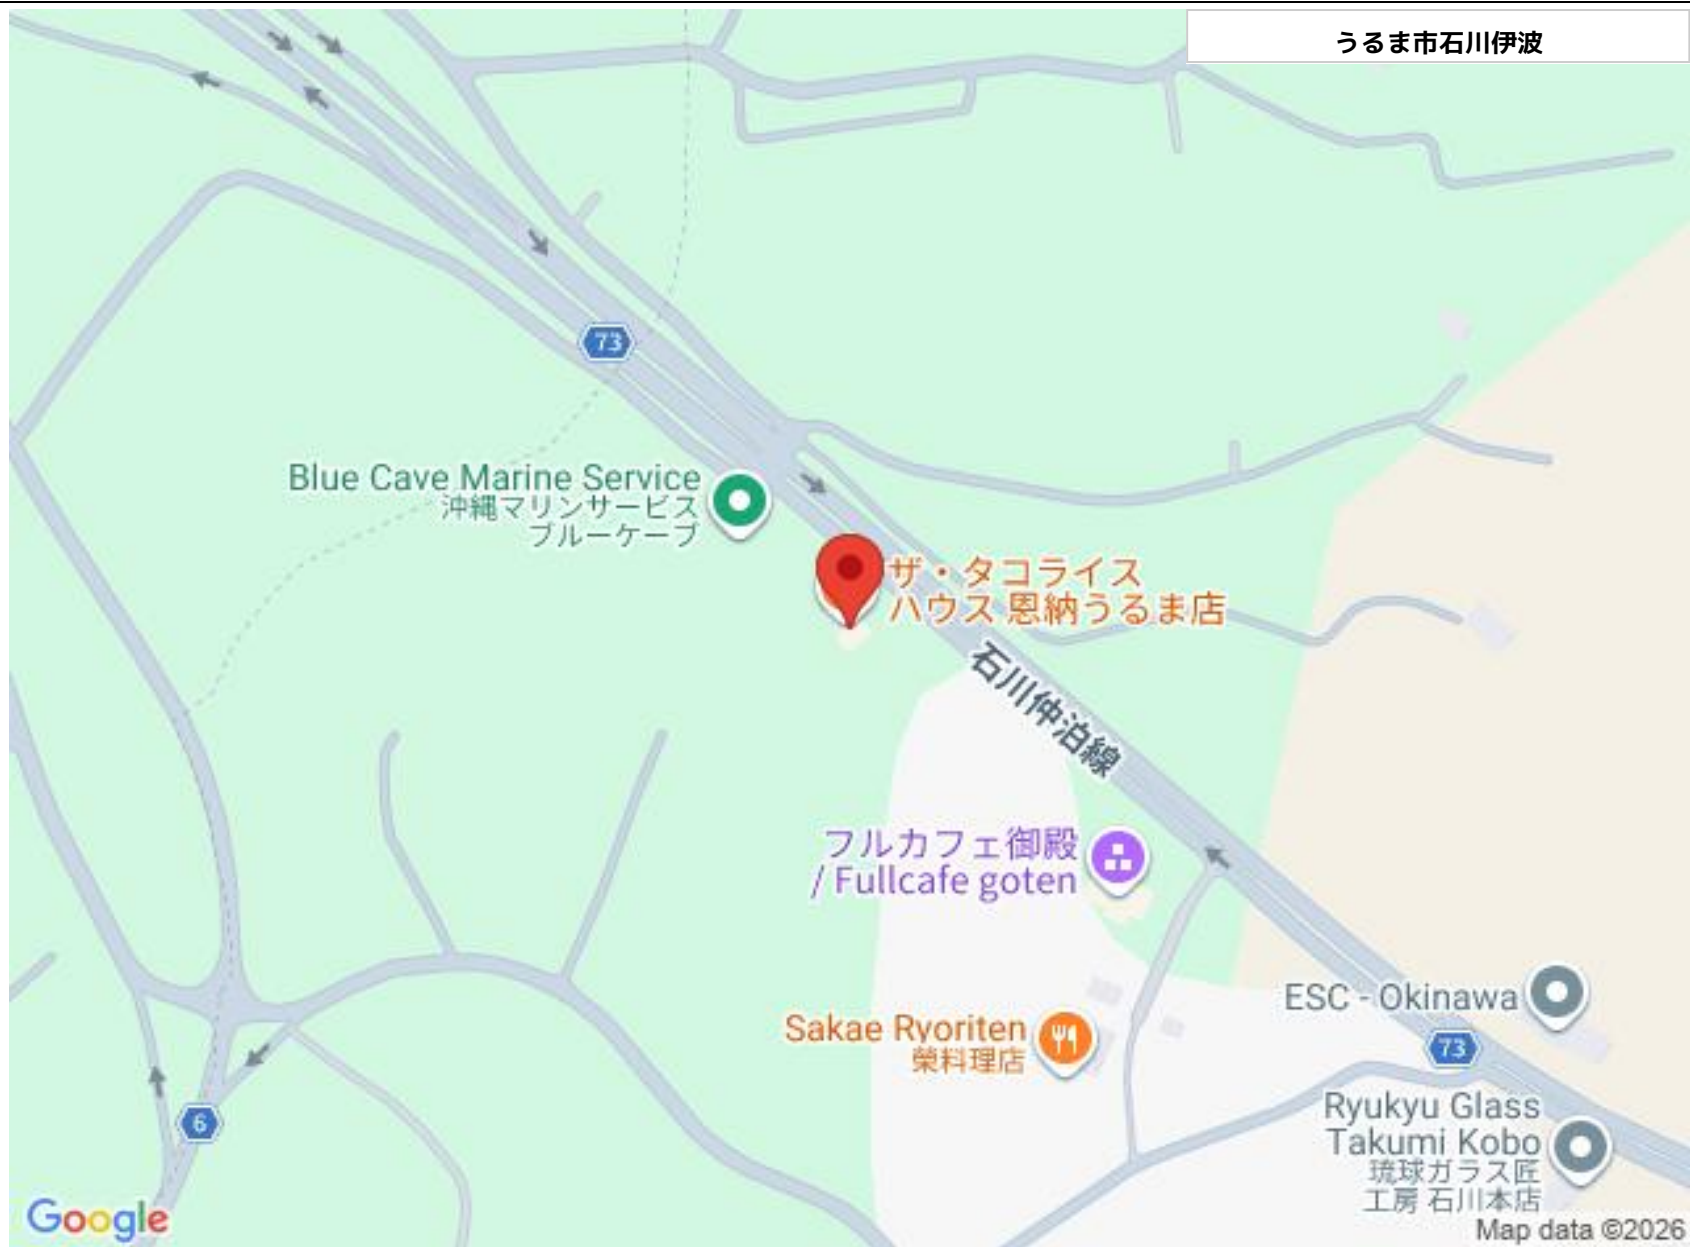 うるま市石川伊波
73
Blue Cave Marine Service
沖縄マリンサービス
ブルーケーブ
ザ・タコライス
ハウス 恩納うるま店
石川仲泊線
フルカフェ御殿
/ Fullcafe goten
ESC - Okinawa
Sakae Ryoriten
榮料理店
73
6
Ryukyu Glass
Takumi Kobo
琉球ガラス匠
工房 石川本店
Google
Map data ©2026